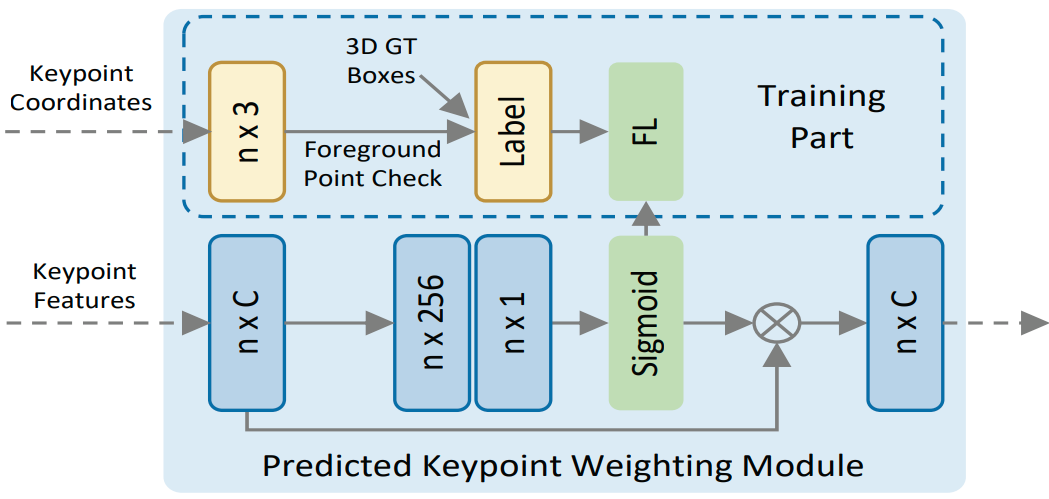 3D GT
Boxes
Keypoint
Coordinates
n x 3
Foreground
Point Check
Label
FL
Training
Part
Keypoint
Features
n x C
n x 256
n x 1
Sigmoid
n x C
Predicted Keypoint Weighting Module